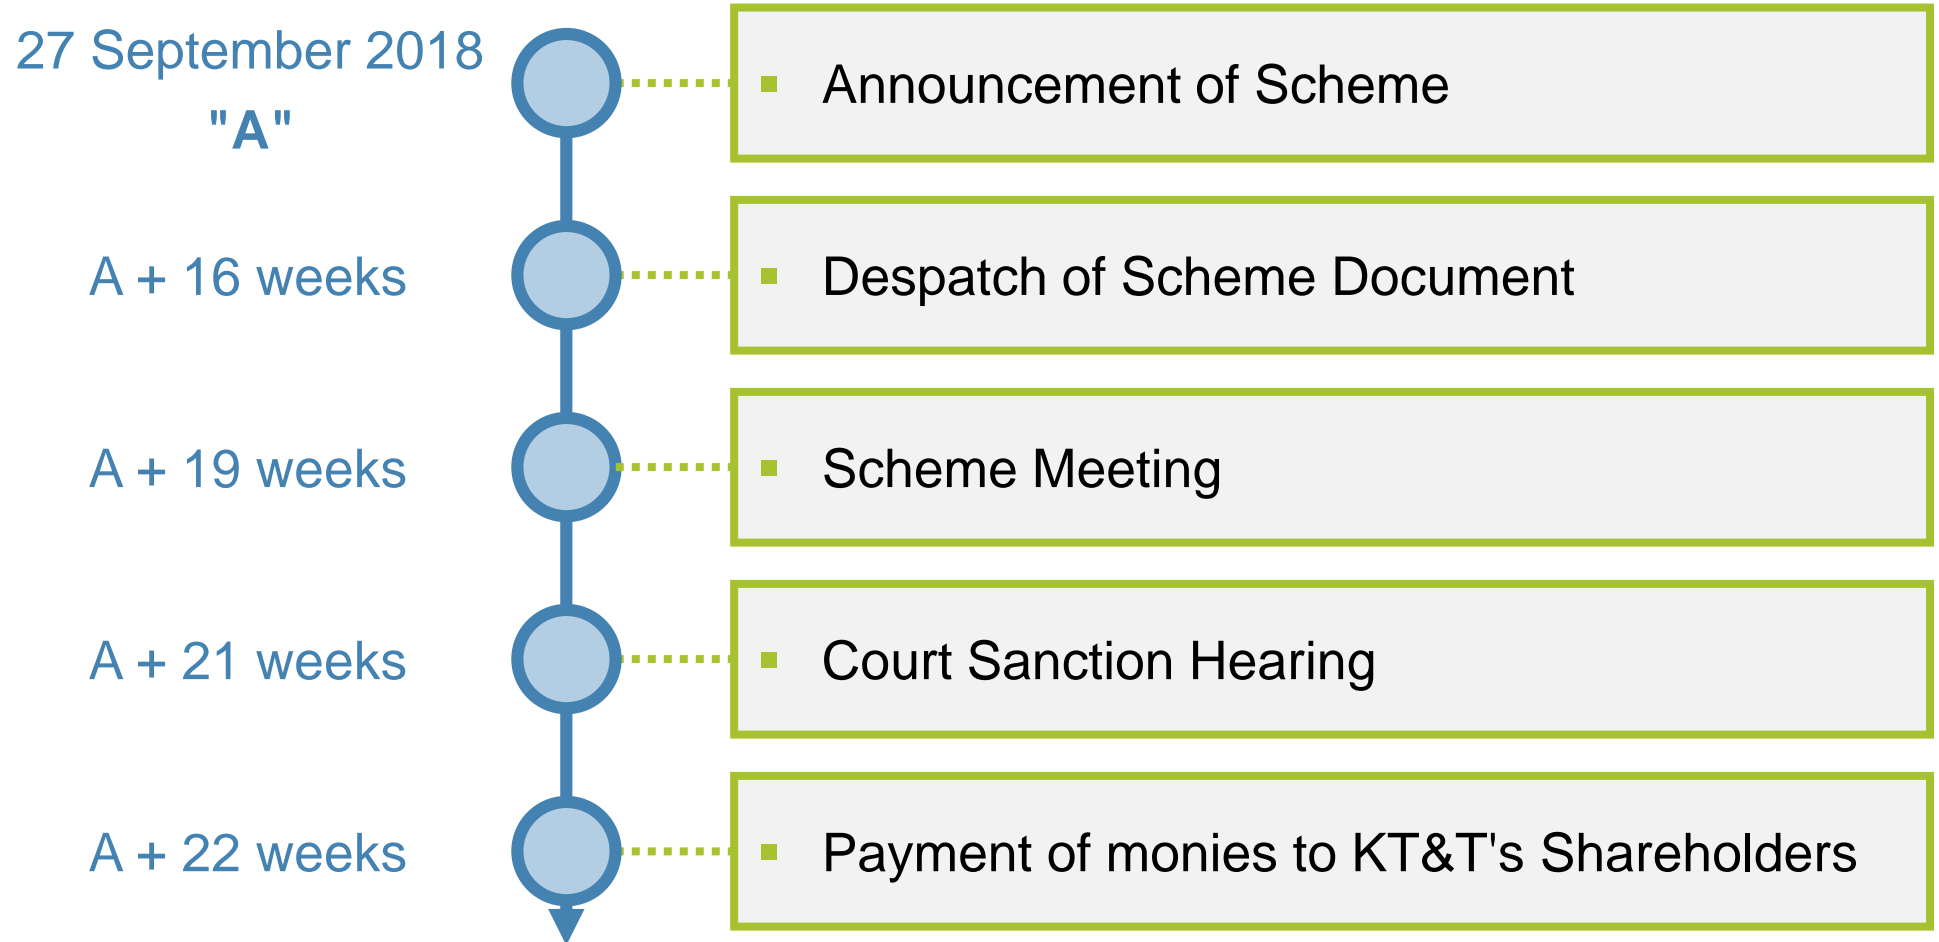 27 September 2018
"A"
Announcement of Scheme
A + 16 weeks
Despatch of Scheme Document
A + 19 weeks
Scheme Meeting
A + 21 weeks
Court Sanction Hearing
A + 22 weeks
Payment of monies to KT&T's Shareholders